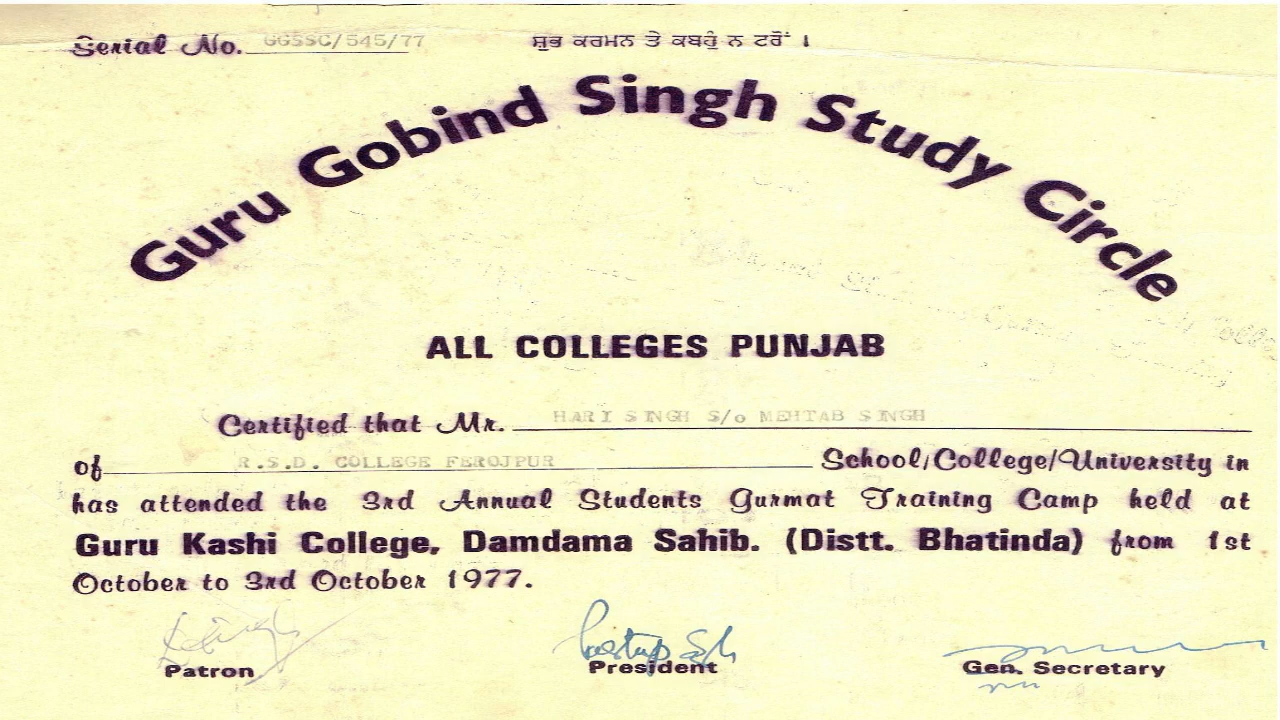 Serial No. GGSSC/545/77
ਸ਼ੁਭ ਕਰਮਨ ਤੇ ਕਬਹੂੰ ਨ ਟਰੋਂ ।
Guru Gobind Singh Study Circle
ALL COLLEGES PUNJAB
Certified that Mr. HARI SINGH S/o MEHTAB SINGH
of R.S.D. COLLEGE FEROJPUR School/College/University in
has attended the 3rd Annual Students Gurmat Training Camp held at
Guru Kashi College, Damdama Sahib. (Distt. Bhatinda) from 1st
October to 3rd October 1977.
Patron President Gen. Secretary